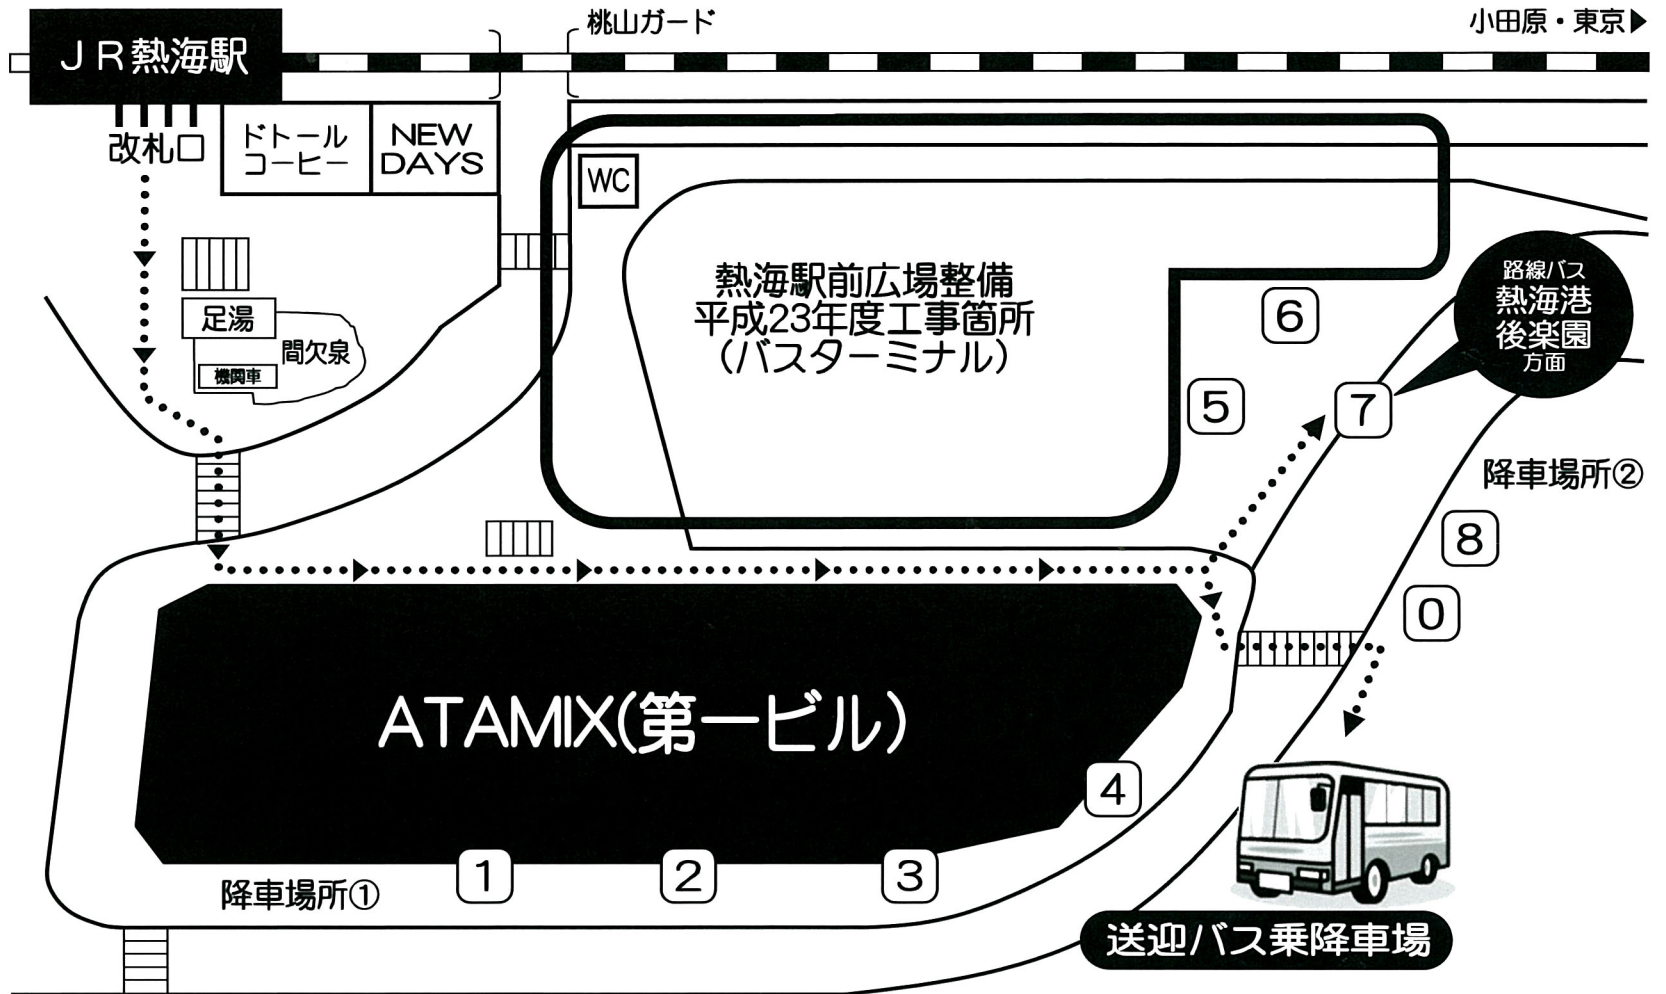 桃山ガード
小田原・東京▶
JR熱海駅
改札口
ドトール
コーヒー
NEW
DAYS
WC
足湯
間欠泉
機関車
熱海駅前広場整備
平成23年度工事箇所
(バスターミナル)
路線バス
熱海港
後楽園
方面
6
5
7
降車場所②
8
0
ATAMIX(第一ビル)
4
1
2
3
降車場所①
送迎バス乗降車場